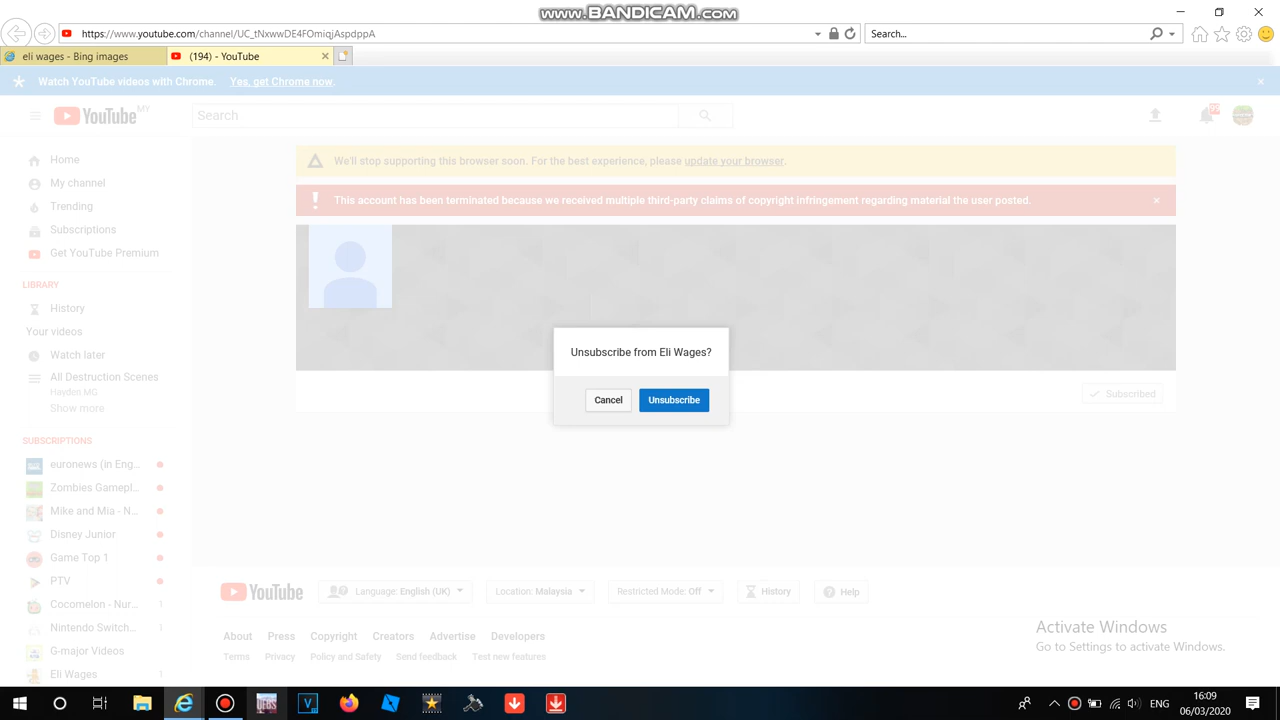 www.BANDICAM.com
https://www.youtube.com/channel/UC_tNxwwDE4FOmiqjAspdppA
Search...
eli wages - Bing images
(194) - YouTube
Watch YouTube videos with Chrome. Yes, get Chrome now.
YouTube MY
Search
99
Home
My channel
Trending
Subscriptions
Get YouTube Premium
LIBRARY
History
Your videos
Watch later
All Destruction Scenes
Hayden MG
Show more
SUBSCRIPTIONS
euronews (in Eng...
Zombies Gamepl...
Mike and Mia - N...
Disney Junior
Game Top 1
PTV
Cocomelon - Nur... 1
Nintendo Switch... 1
G-major Videos
Eli Wages
We'll stop supporting this browser soon. For the best experience, please update your browser.
This account has been terminated because we received multiple third-party claims of copyright infringement regarding material the user posted.
Unsubscribe from Eli Wages?
Cancel
Unsubscribe
Subscribed
YouTube
Language: English (UK)
Location: Malaysia
Restricted Mode: Off
History
Help
About Press Copyright Creators Advertise Developers
Terms Privacy Policy and Safety Send feedback Test new features
Activate Windows
Go to Settings to activate Windows.
ENG
16:09
06/03/2020